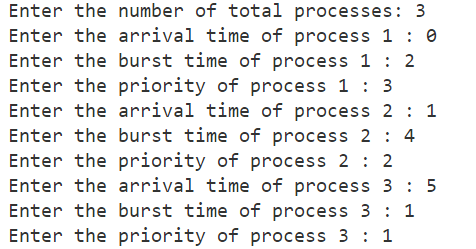 Enter the number of total processes: 3
Enter the arrival time of process 1 : 0
Enter the burst time of process 1 : 2
Enter the priority of process 1 : 3
Enter the arrival time of process 2 : 1
Enter the burst time of process 2 : 4
Enter the priority of process 2 : 2
Enter the arrival time of process 3 : 5
Enter the burst time of process 3 : 1
Enter the priority of process 3 : 1